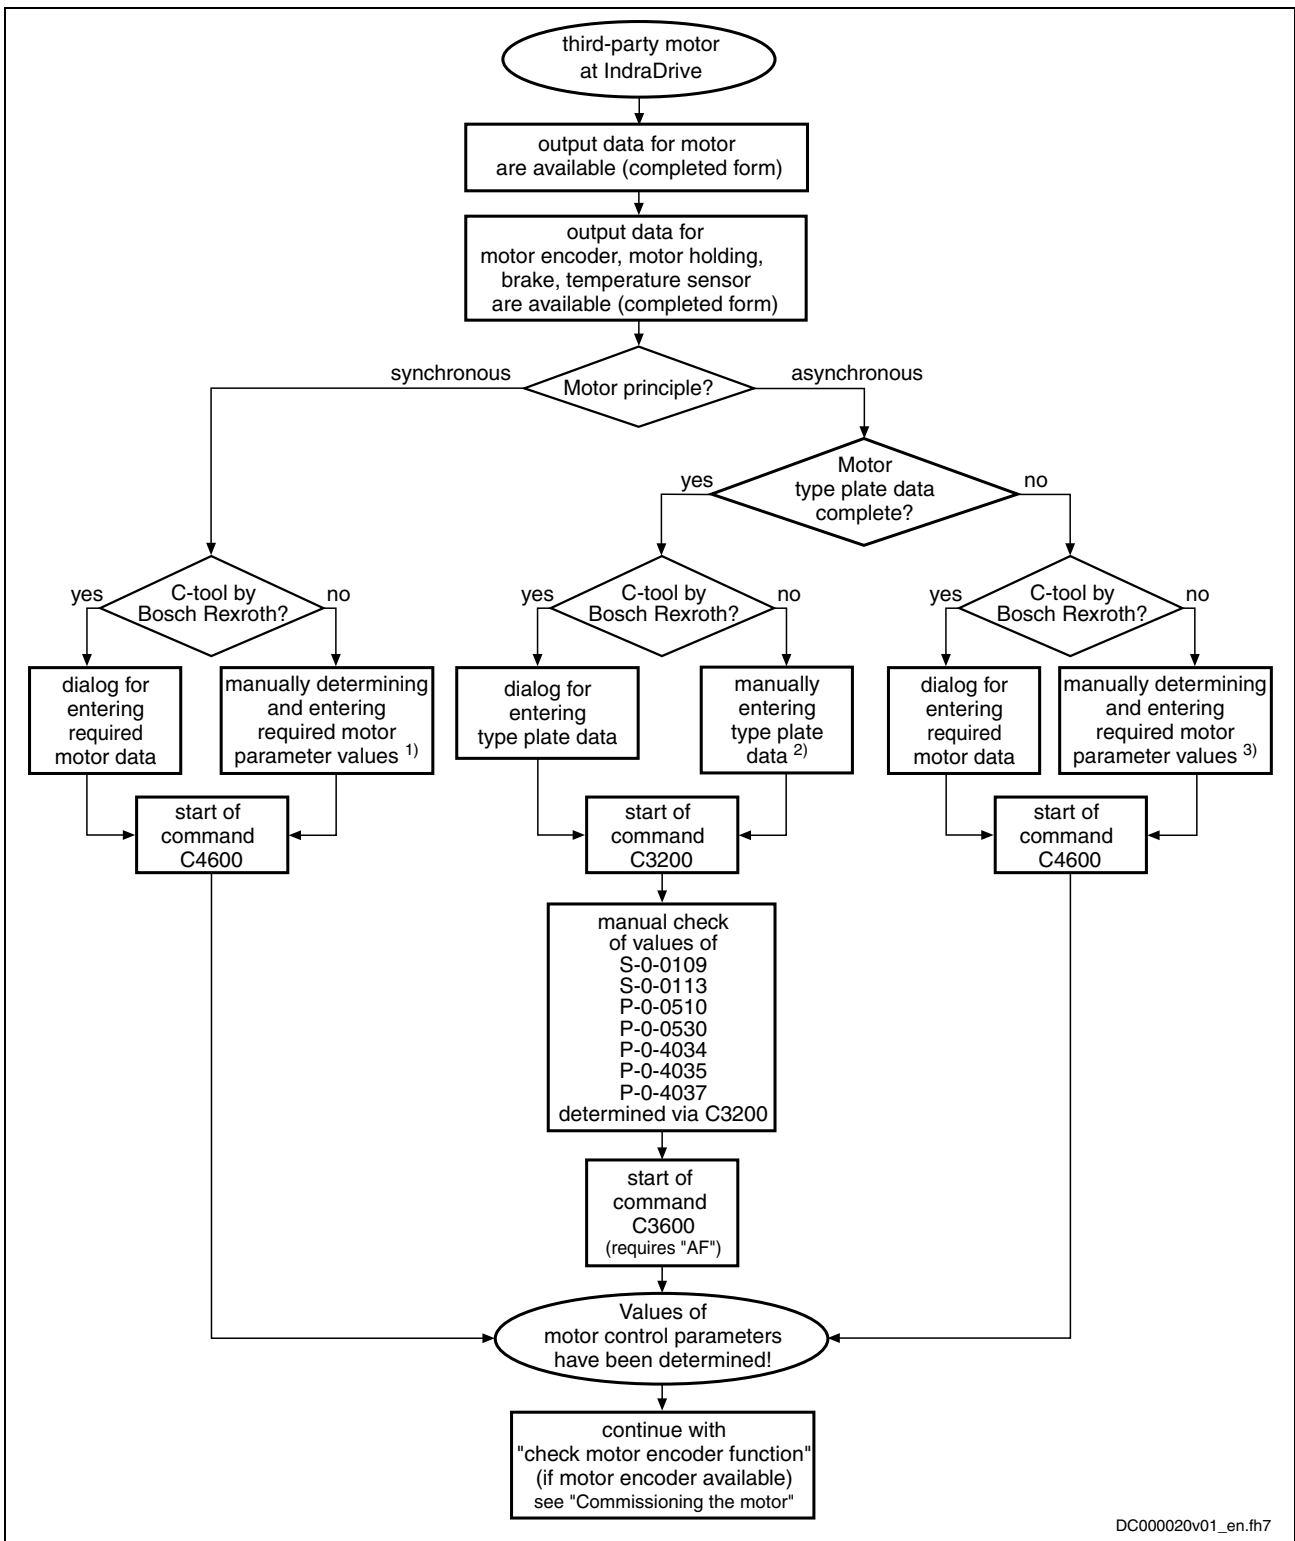 third-party motor
at IndraDrive
output data for motor
are available (completed form)
output data for
motor encoder, motor holding,
brake, temperature sensor
are available (completed form)
synchronous
Motor principle?
asynchronous
yes
Motor
type plate data
complete?
no
yes
C-tool by
Bosch Rexroth?
no
yes
C-tool by
Bosch Rexroth?
no
yes
C-tool by
Bosch Rexroth?
no
dialog for
entering
required
motor data
manually determining
and entering
required motor
parameter values 1)
dialog for
entering
type plate data
manually
entering
type plate
data 2)
dialog for
entering
required
motor data
manually determining
and entering
required motor
parameter values 3)
start of
command
C4600
start of
command
C3200
start of
command
C4600
manual check
of values of
S-0-0109
S-0-0113
P-0-0510
P-0-0530
P-0-4034
P-0-4035
P-0-4037
determined via C3200
start of
command
C3600
(requires "AF")
Values of
motor control parameters
have been determined!
continue with
"check motor encoder function"
(if motor encoder available)
see "Commissioning the motor"
DC000020v01_en.fh7